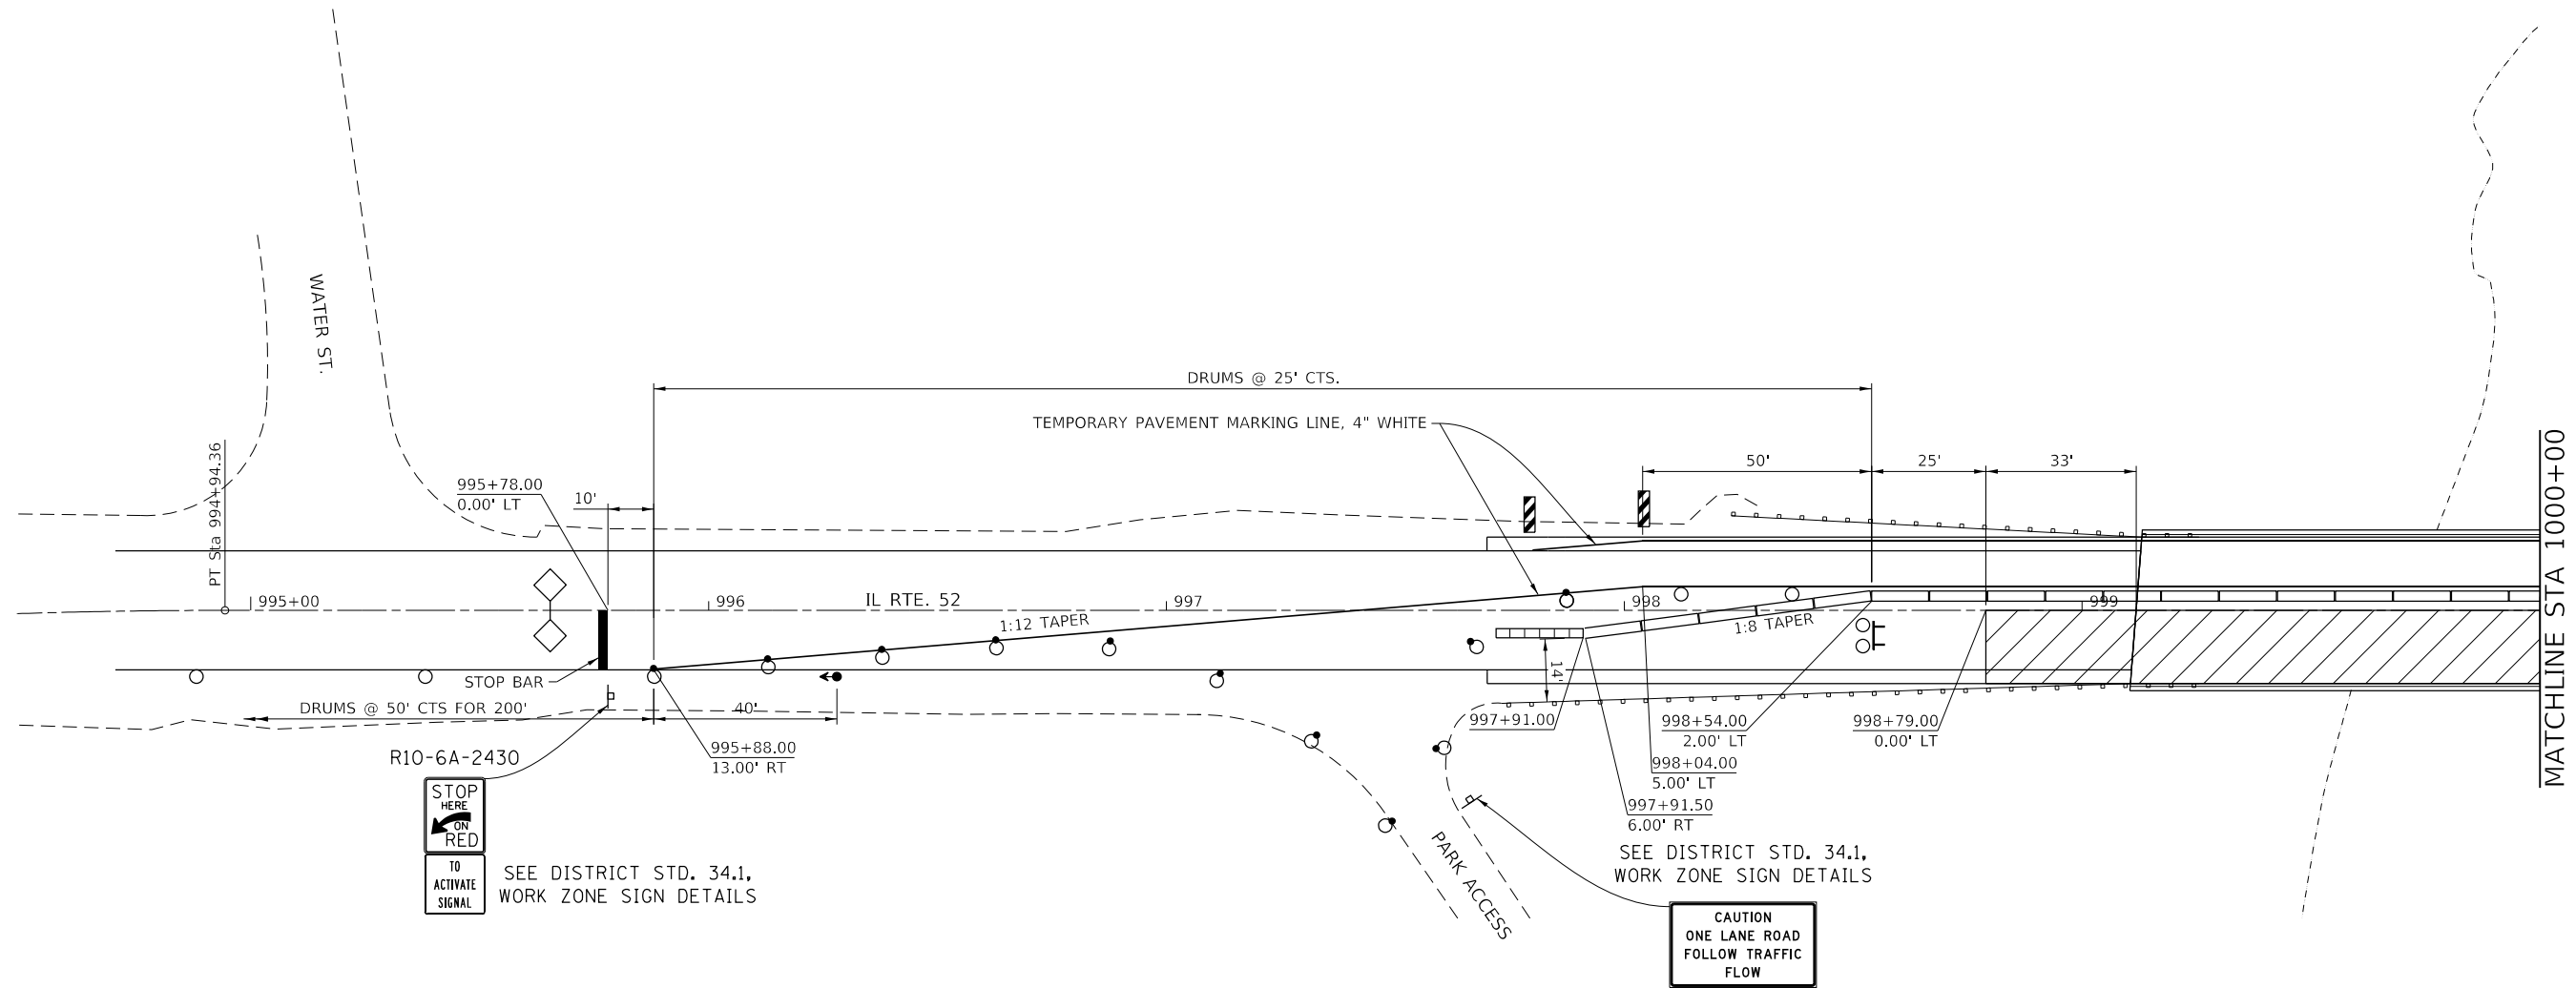 WATER ST.
DRUMS @ 25' CTS.
TEMPORARY PAVEMENT MARKING LINE, 4" WHITE
PT Sta 994+94.36
995+78.00
0.00' LT
10'
50'
25'
33'
MATCHLINE STA 1000+00
995+00
996
IL RTE. 52
997
998
999
1:12 TAPER
1:8 TAPER
14'
STOP BAR
DRUMS @ 50' CTS FOR 200'
40'
997+91.00
998+54.00
2.00' LT
998+79.00
0.00' LT
995+88.00
13.00' RT
998+04.00
5.00' LT
997+91.50
6.00' RT
R10-6A-2430
STOP
HERE
ON
RED
TO
ACTIVATE
SIGNAL
SEE DISTRICT STD. 34.1,
WORK ZONE SIGN DETAILS
PARK ACCESS
SEE DISTRICT STD. 34.1,
WORK ZONE SIGN DETAILS
CAUTION
ONE LANE ROAD
FOLLOW TRAFFIC
FLOW